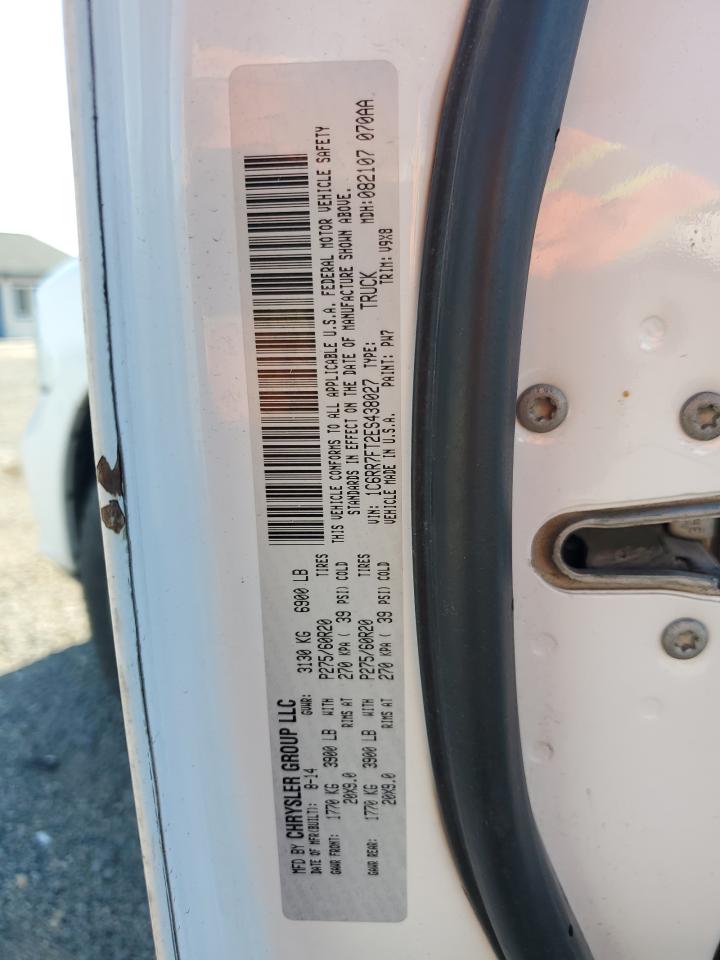 MFD BY CHRYSLER GROUP LLC
DATE OF MFR(BUILT): 8-14 GVWR: 3130 KG 6900 LB
GAWR FRONT: 1770 KG 3900 LB WITH P275/60R20 TIRES
20X9.0 RIMS AT 270 KPA ( 39 PSI) COLD
GAWR REAR: 1770 KG 3900 LB WITH P275/60R20 TIRES
20X9.0 RIMS AT 270 KPA ( 39 PSI) COLD
THIS VEHICLE CONFORMS TO ALL APPLICABLE U.S.A. FEDERAL MOTOR VEHICLE SAFETY
STANDARDS IN EFFECT ON THE DATE OF MANUFACTURE SHOWN ABOVE.
VIN: 1C6RR7FT2ES438027 TYPE: TRUCK MDH:082107 070AA
VEHICLE MADE IN U.S.A. PAINT: PW7 TRIM: V9X8